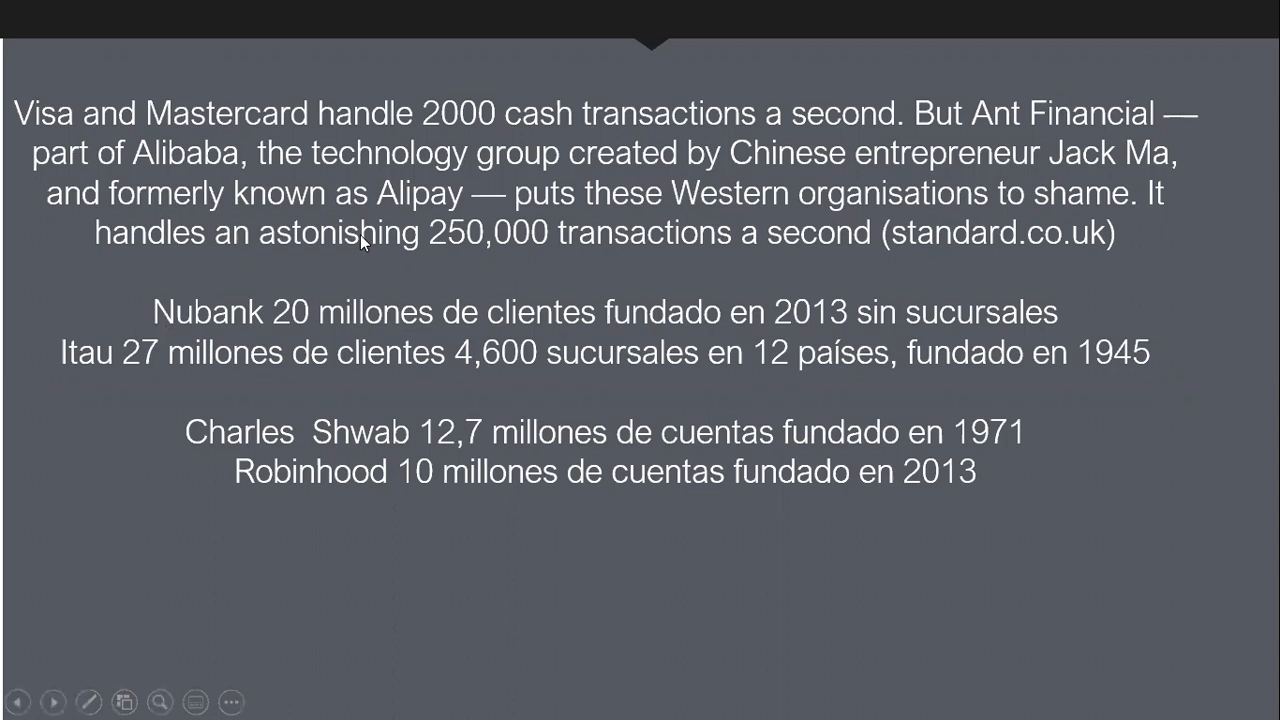 Visa and Mastercard handle 2000 cash transactions a second. But Ant Financial —
part of Alibaba, the technology group created by Chinese entrepreneur Jack Ma,
and formerly known as Alipay — puts these Western organisations to shame. It
handles an astonishing 250,000 transactions a second (standard.co.uk)
Nubank 20 millones de clientes fundado en 2013 sin sucursales
Itau 27 millones de clientes 4,600 sucursales en 12 países, fundado en 1945
Charles  Shwab 12,7 millones de cuentas fundado en 1971
Robinhood 10 millones de cuentas fundado en 2013